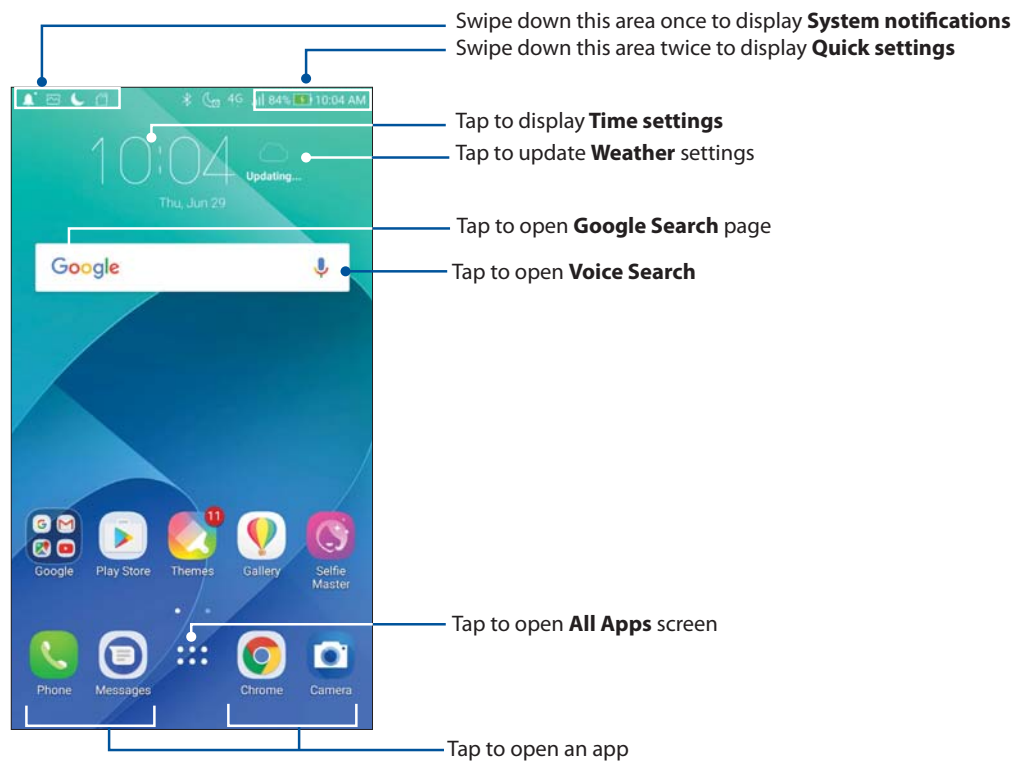 Swipe down this area once to display System notifications
Swipe down this area twice to display Quick settings
4G 84% 10:04 AM
Tap to display Time settings
10:04
Tap to update Weather settings
Updating...
Thu, Jun 29
Tap to open Google Search page
Google
Tap to open Voice Search
11
Google Play Store Themes Gallery Selfie Master
Tap to open All Apps screen
Phone Messages Chrome Camera
Tap to open an app